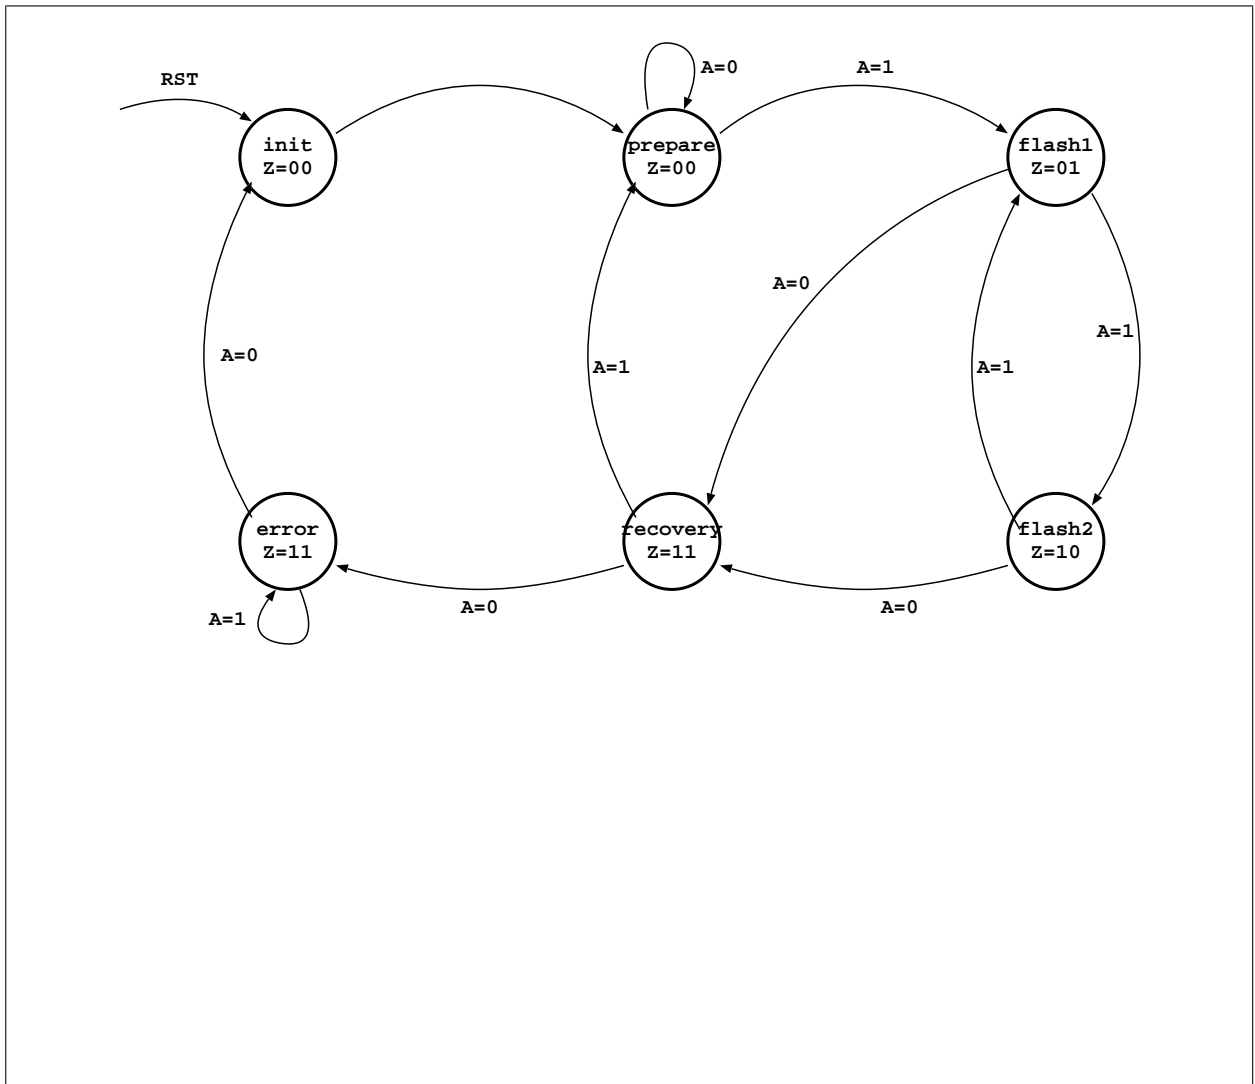 RST
A=0
A=1
init
Z=00
prepare
Z=00
flash1
Z=01
A=0
A=1
A=0
A=1
A=1
error
Z=11
recovery
Z=11
flash2
Z=10
A=1
A=0
A=0